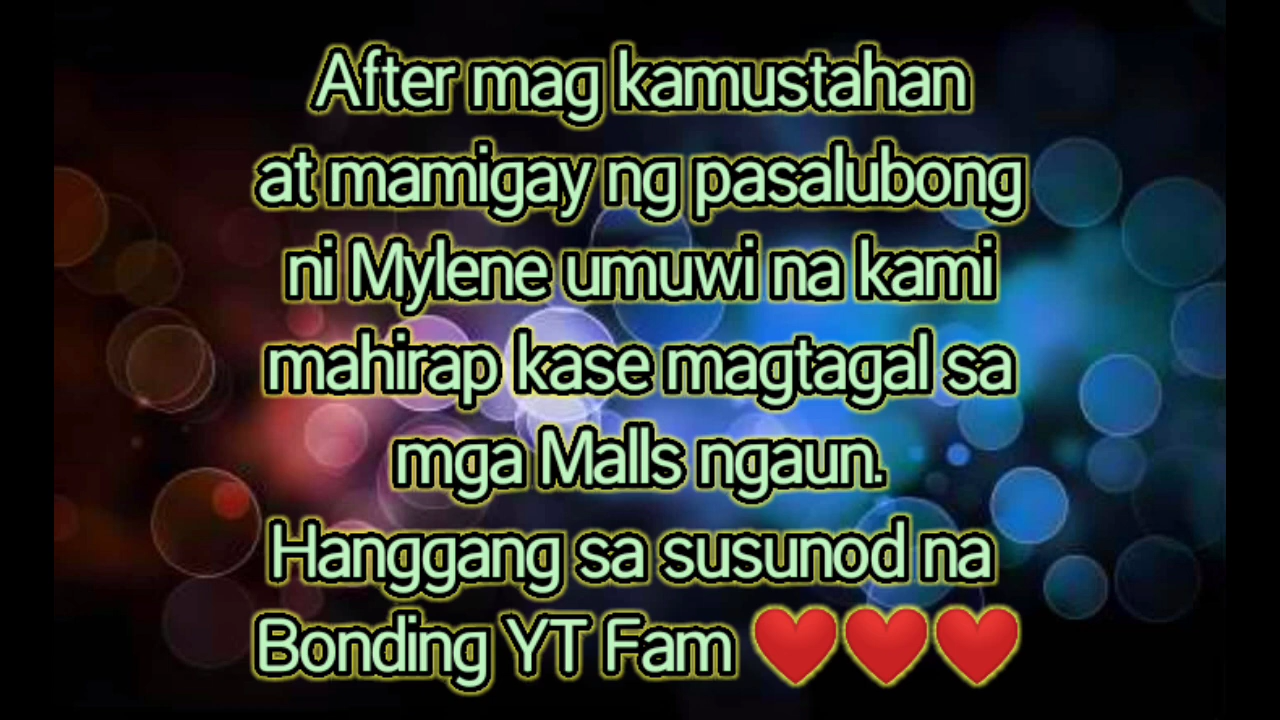 After mag kamustahan
at mamigay ng pasalubong
ni Mylene umuwi na kami
mahirap kase magtagal sa
mga Malls ngaun.
Hanggang sa susunod na
Bonding YT Fam ❤️❤️❤️